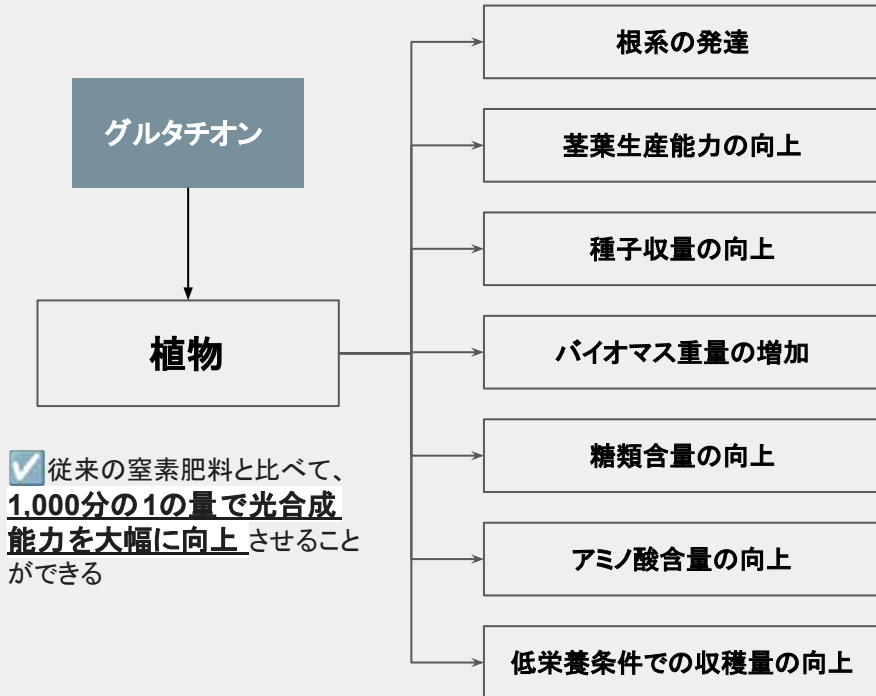 グルタチオン
植物
☑従来の窒素肥料と比べて、
1,000分の1の量で光合成
能力を大幅に向上 させること
ができる
根系の発達
茎葉生産能力の向上
種子収量の向上
バイオマス重量の増加
糖類含量の向上
アミノ酸含量の向上
低栄養条件での収穫量の向上